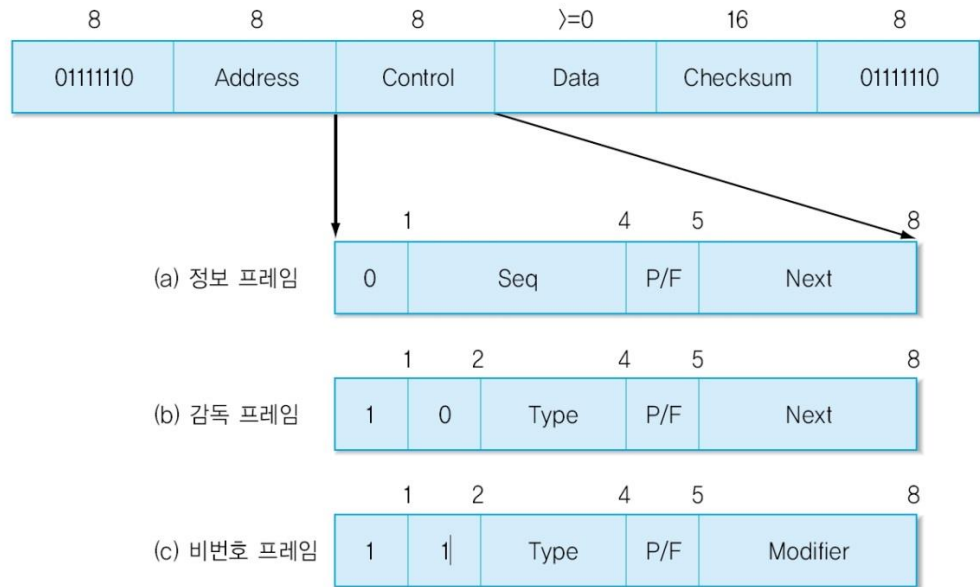 8 8 8 〉=0 16 8
01111110 Address Control Data Checksum 01111110
1 4 5 8
(a) 정보 프레임 0 Seq P/F Next
1 2 4 5 8
(b) 감독 프레임 1 0 Type P/F Next
1 2 4 5 8
(c) 비번호 프레임 1 1 Type P/F Modifier